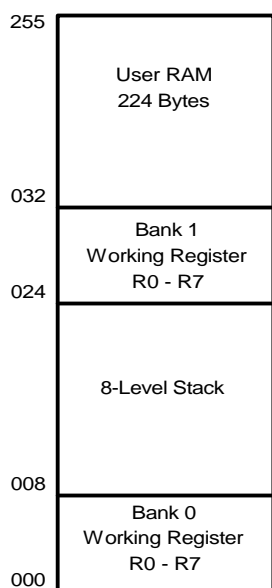 255
User RAM
224 Bytes
032
Bank 1
Working Register
R0 - R7
024
8-Level Stack
008
Bank 0
Working Register
R0 - R7
000